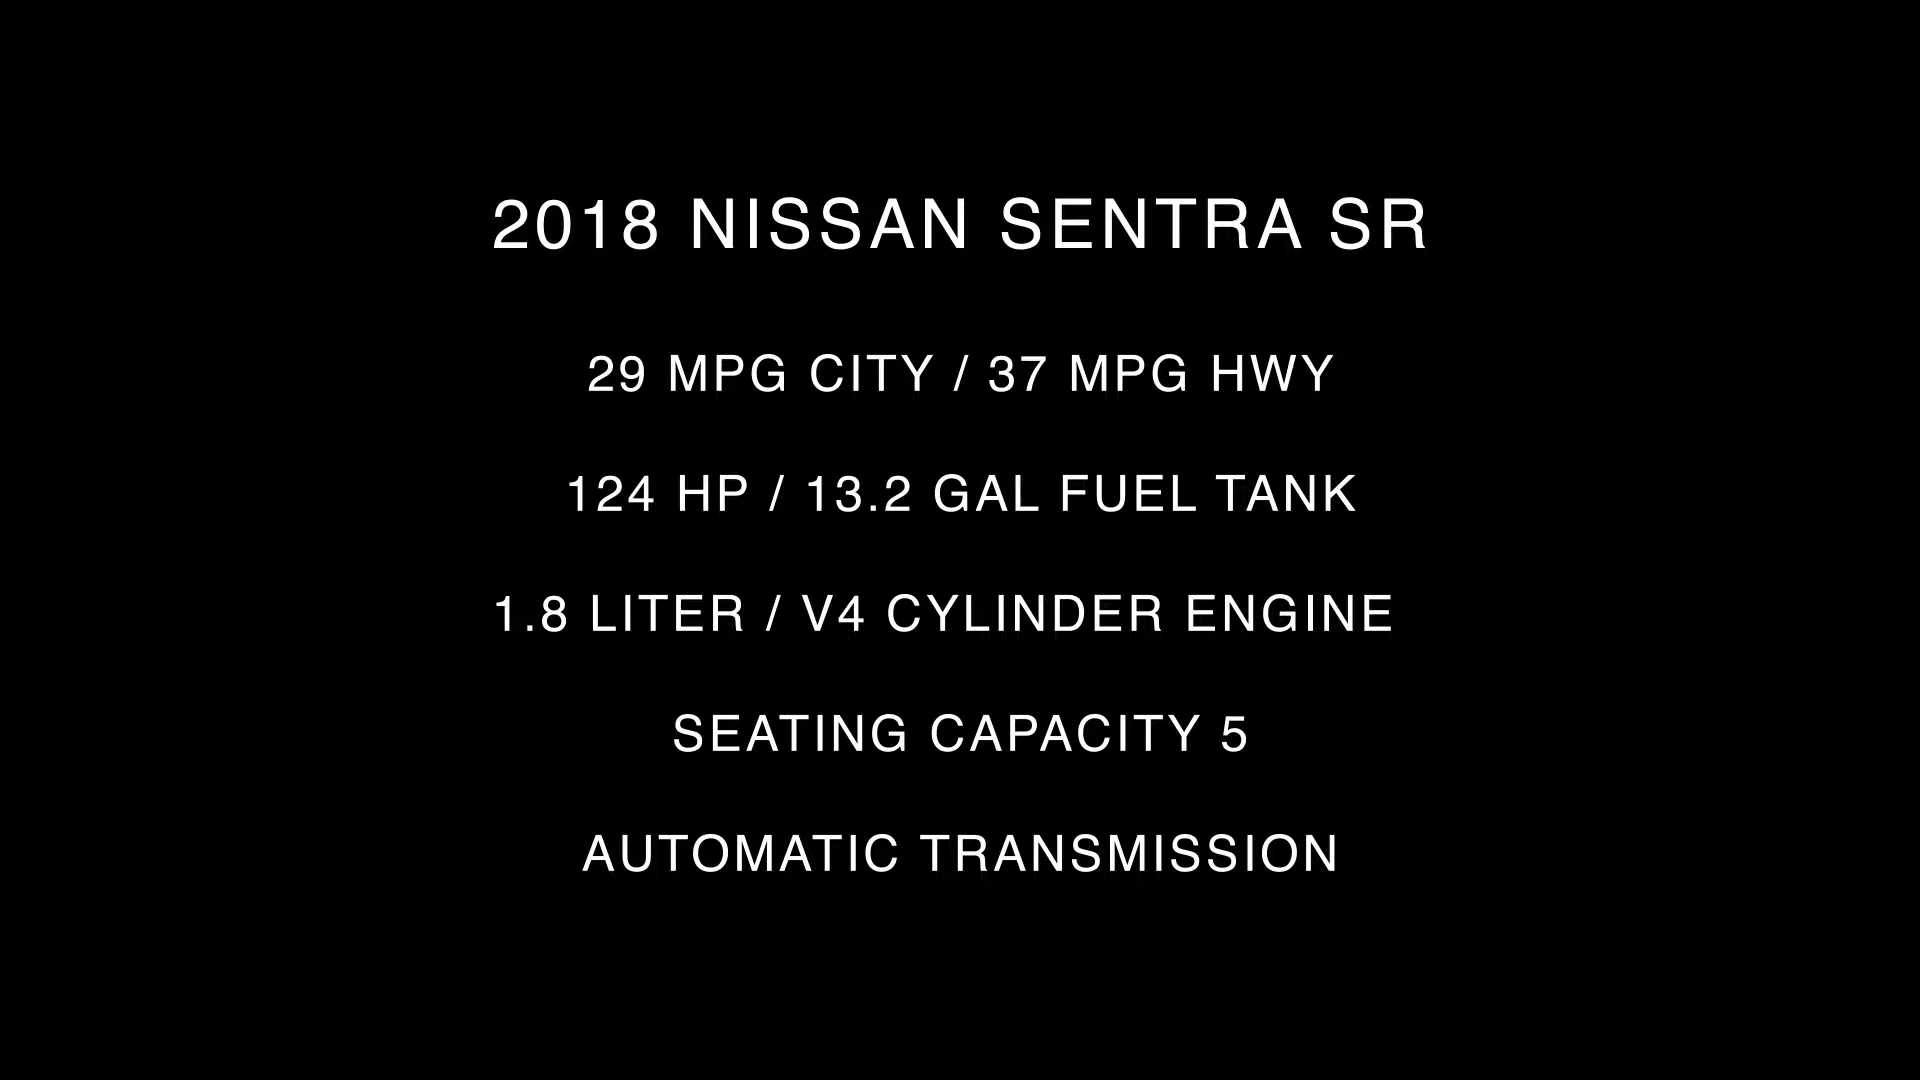 2018 NISSAN SENTRA SR
29 MPG CITY / 37 MPG HWY
124 HP / 13.2 GAL FUEL TANK
1.8 LITER / V4 CYLINDER ENGINE
SEATING CAPACITY 5
AUTOMATIC TRANSMISSION